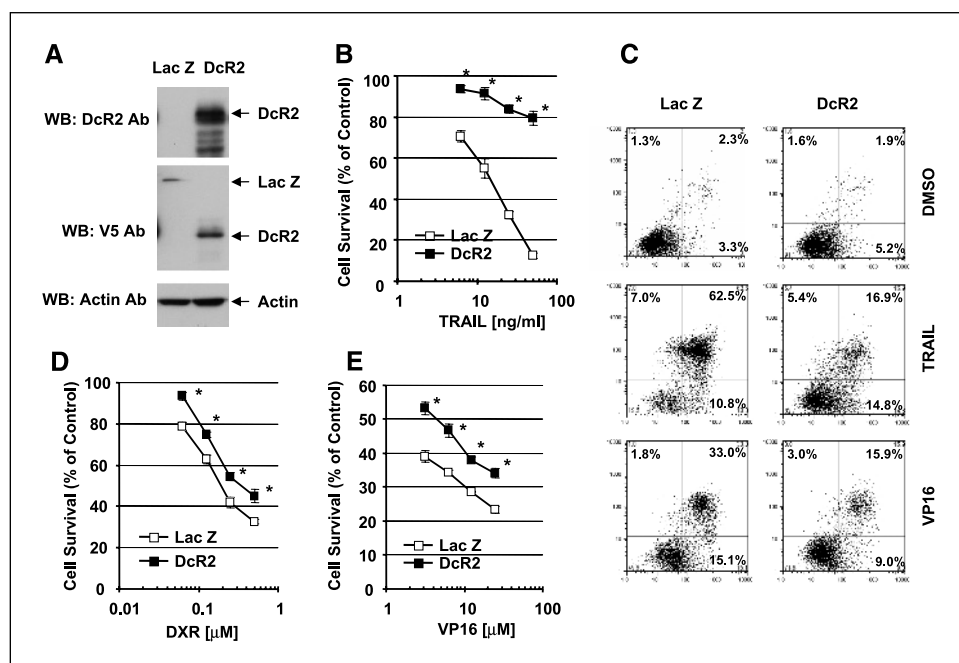 A
Lac Z DcR2
WB: DcR2 Ab
DcR2
Lac Z
WB: V5 Ab
DcR2
WB: Actin Ab
Actin
B
Cell Survival (% of Control)
100
80
60
40
20
0
*
*
*
*
Lac Z
DcR2
1
10
100
TRAIL [ng/ml]
C
Lac Z
DcR2
1.3%
2.3%
3.3%
1.6%
1.9%
5.2%
DMSO
7.0%
62.5%
10.8%
5.4%
16.9%
14.8%
TRAIL
1.8%
33.0%
15.1%
3.0%
15.9%
9.0%
VP16
D
Cell Survival (% of Control)
100
80
60
40
20
0
*
*
*
*
Lac Z
DcR2
0.01
0.1
1
DXR [µM]
E
Cell Survival (% of Control)
60
50
40
30
20
10
0
*
*
*
*
Lac Z
DcR2
1
10
100
VP16 [µM]